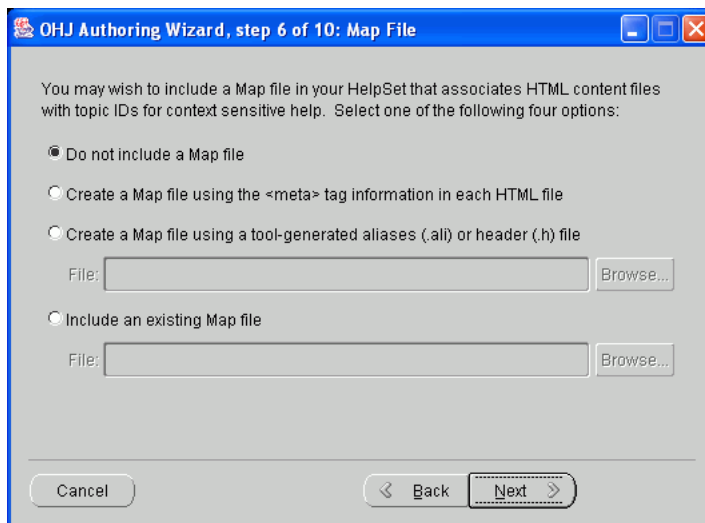 OHJ Authoring Wizard, step 6 of 10: Map File
You may wish to include a Map file in your HelpSet that associates HTML content files
with topic IDs for context sensitive help. Select one of the following four options:
Do not include a Map file
Create a Map file using the <meta> tag information in each HTML file
Create a Map file using a tool-generated aliases (.ali) or header (.h) file
File: Browse...
Include an existing Map file
File: Browse...
Cancel Back Next